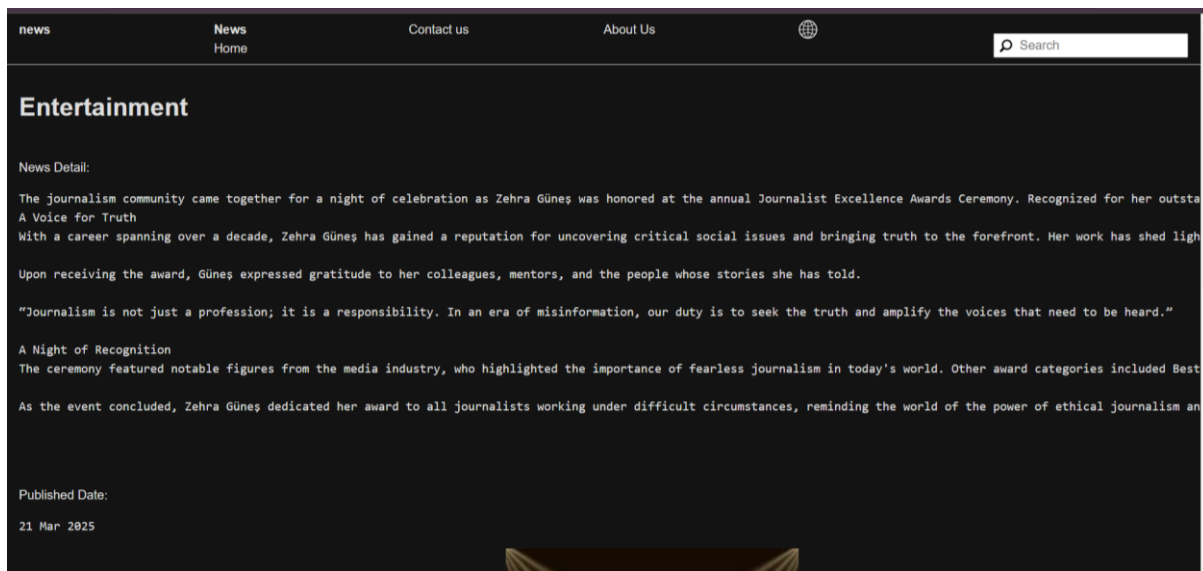 news
News
Home
Contact us
About Us
Search
Entertainment
News Detail:
The journalism community came together for a night of celebration as Zehra Güneş was honored at the annual Journalist Excellence Awards Ceremony. Recognized for her outsta
A Voice for Truth
With a career spanning over a decade, Zehra Güneş has gained a reputation for uncovering critical social issues and bringing truth to the forefront. Her work has shed ligh
Upon receiving the award, Güneş expressed gratitude to her colleagues, mentors, and the people whose stories she has told.
“Journalism is not just a profession; it is a responsibility. In an era of misinformation, our duty is to seek the truth and amplify the voices that need to be heard.”
A Night of Recognition
The ceremony featured notable figures from the media industry, who highlighted the importance of fearless journalism in today's world. Other award categories included Best
As the event concluded, Zehra Güneş dedicated her award to all journalists working under difficult circumstances, reminding the world of the power of ethical journalism an
Published Date:
21 Mar 2025